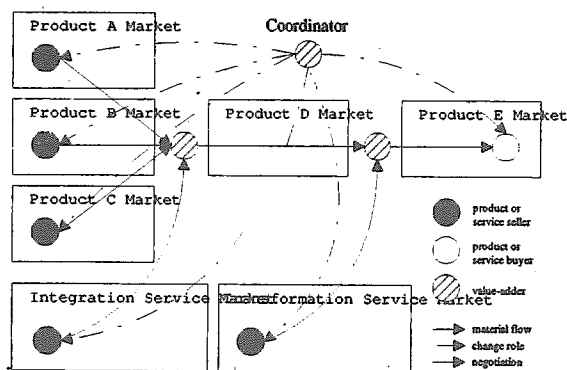 Product A Market
Coordinator
Product B Market
Product D Market
Product E Market
Product C Market
product or
service seller
product or
service buyer
value-adder
Integration Service Market
Transformation Service Market
material flow
change role
negotiation